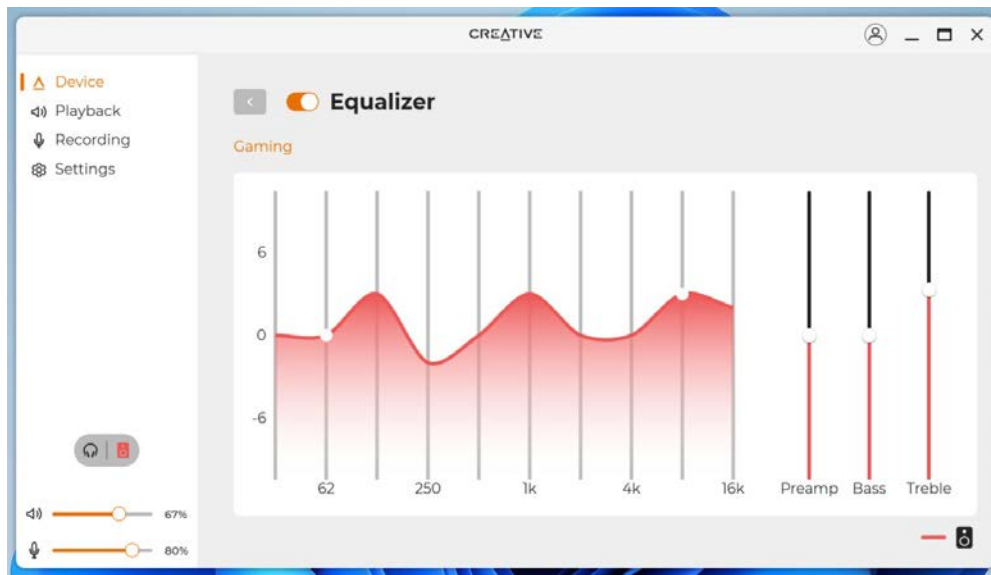 CREATIVE
Device
Playback
Recording
Settings
67%
80%
Equalizer
Gaming
6
0
-6
62 250 1k 4k 16k Preamp Bass Treble